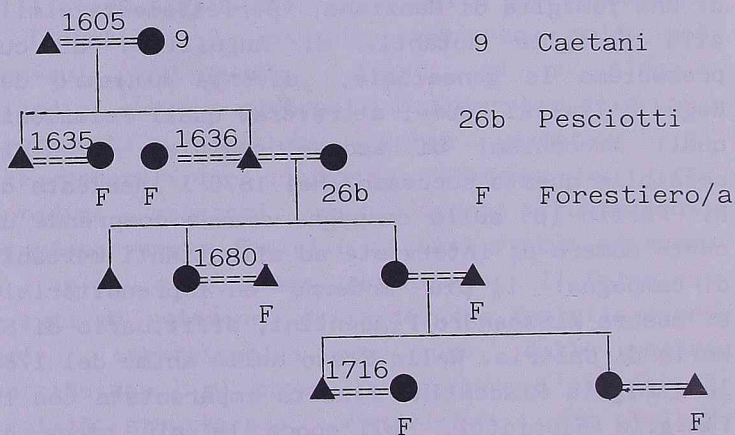 1605
9
9 Caetani
1635
1636
26b Pesciotti
F F
26b
F Forestiero/a
1680
F
F
1716
F
F